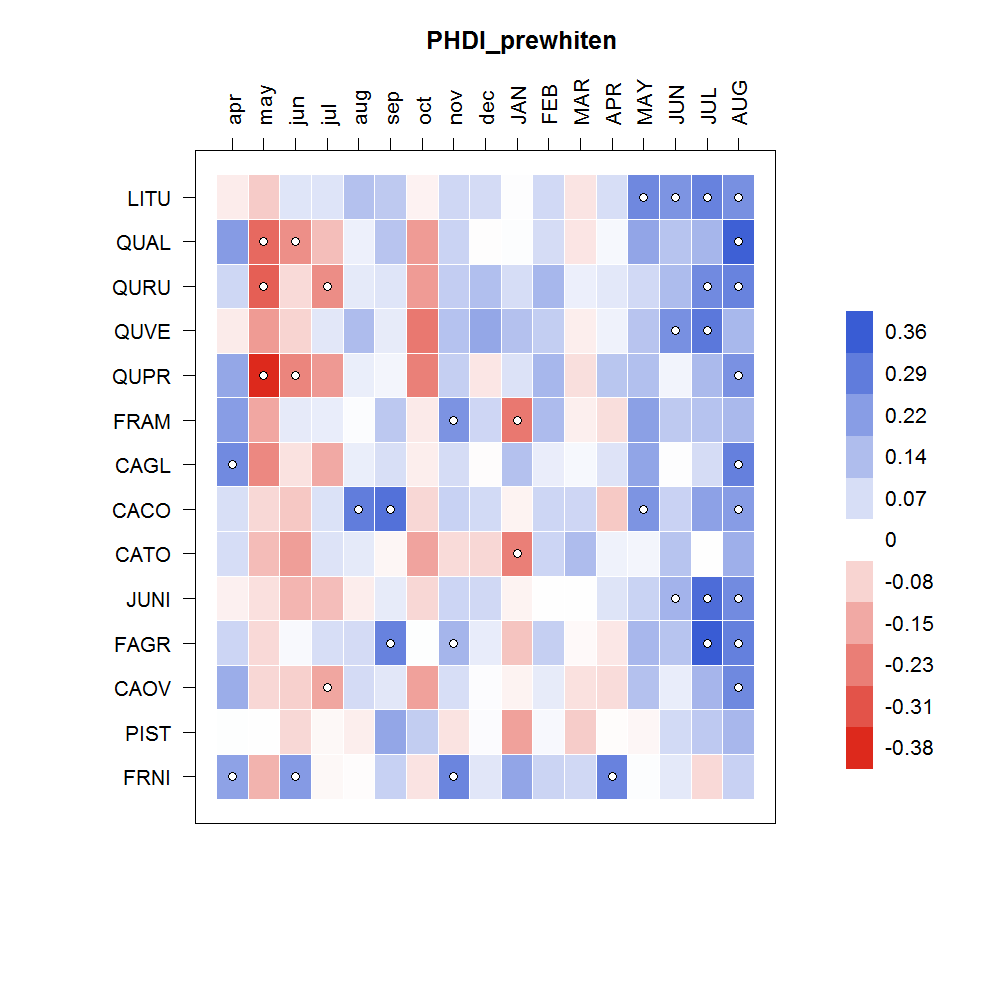 PHDI_prewhiten
apr may jun jul aug sep oct nov dec JAN FEB MAR APR MAY JUN JUL AUG
LITU
QUAL
QURU
QUVE
QUPR
FRAM
CAGL
CACO
CATO
JUNI
FAGR
CAOV
PIST
FRNI
0.36
0.29
0.22
0.14
0.07
0
-0.08
-0.15
-0.23
-0.31
-0.38